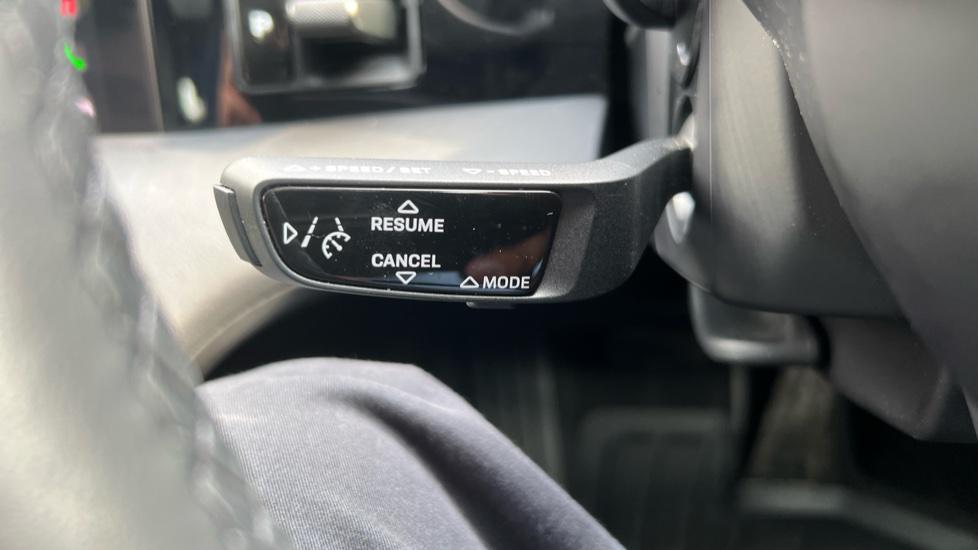 + SPEED / SET - SPEED
RESUME
CANCEL
MODE